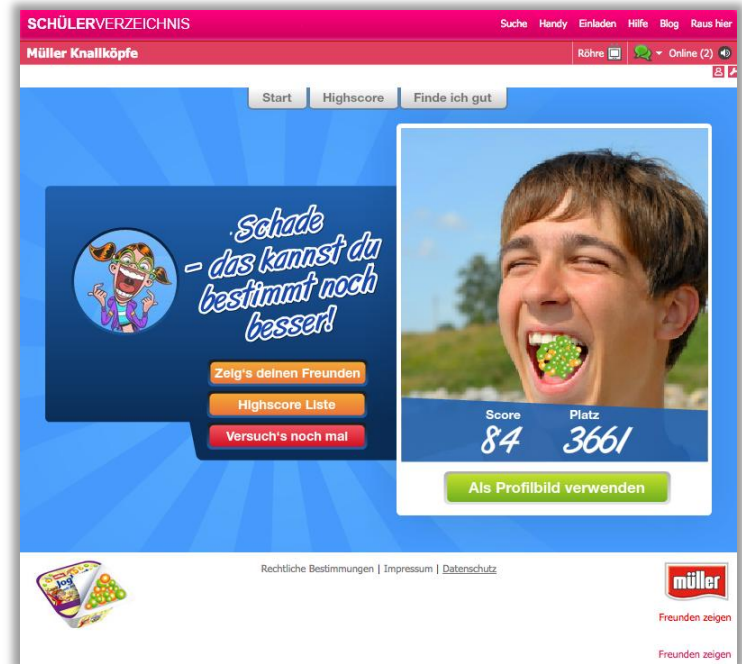 SCHÜLERVERZEICHNIS
Suche Handy Einladen Hilfe Blog Raus hier
Müller Knallköpfe
Röhre
Online (2)
Start Highscore Finde ich gut
Schade
- das kannst du
bestimmt noch
besser!
Zeig's deinen Freunden
Highscore Liste
Versuch's noch mal
Score Platz
84 3661
Als Profilbild verwenden
Rechtliche Bestimmungen | Impressum | Datenschutz
müller
Freunden zeigen
Freunden zeigen